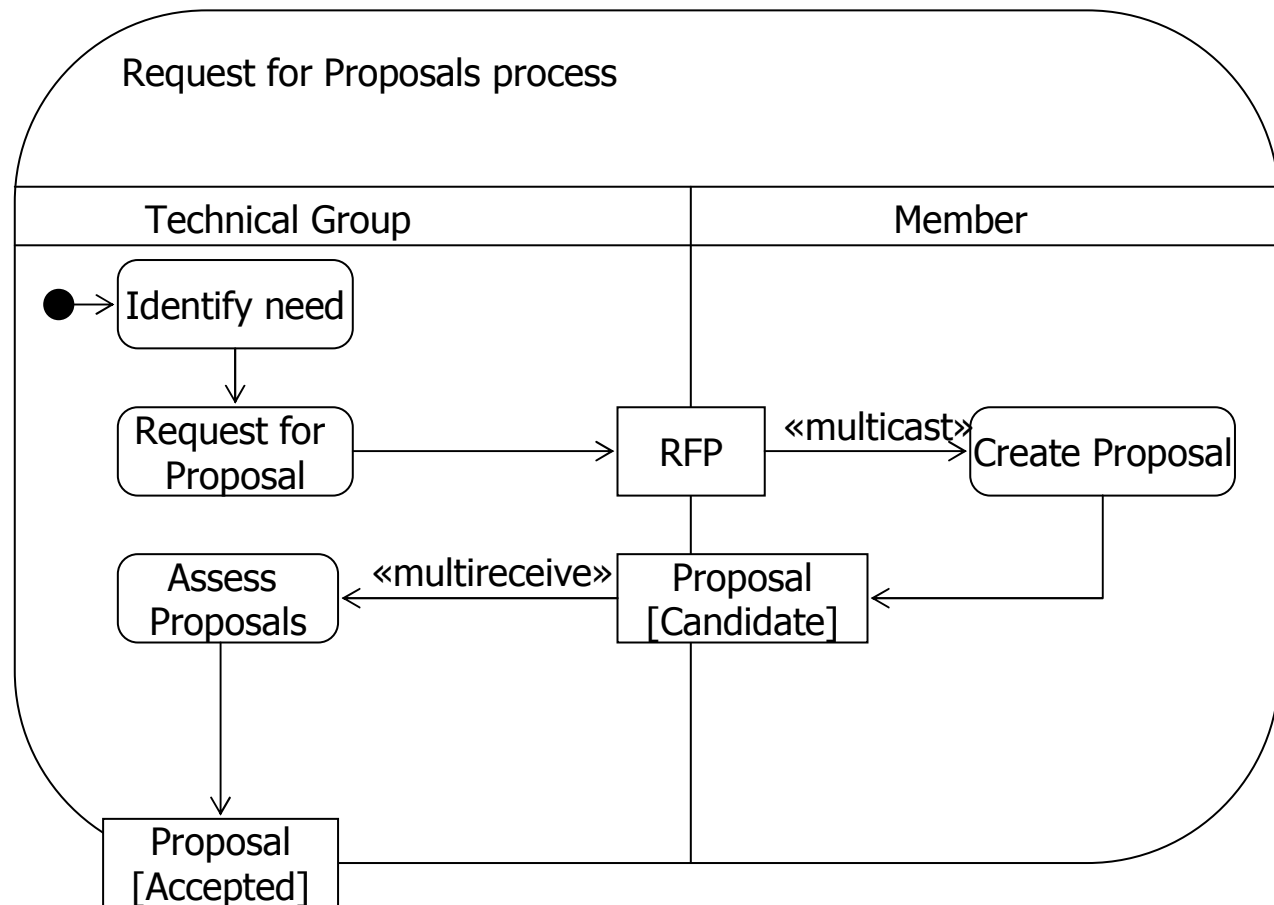 Request for Proposals process
Technical Group
Member
Identify need
Request for
Proposal
RFP
«multicast»
Create Proposal
Assess
Proposals
«multireceive»
Proposal
[Candidate]
Proposal
[Accepted]